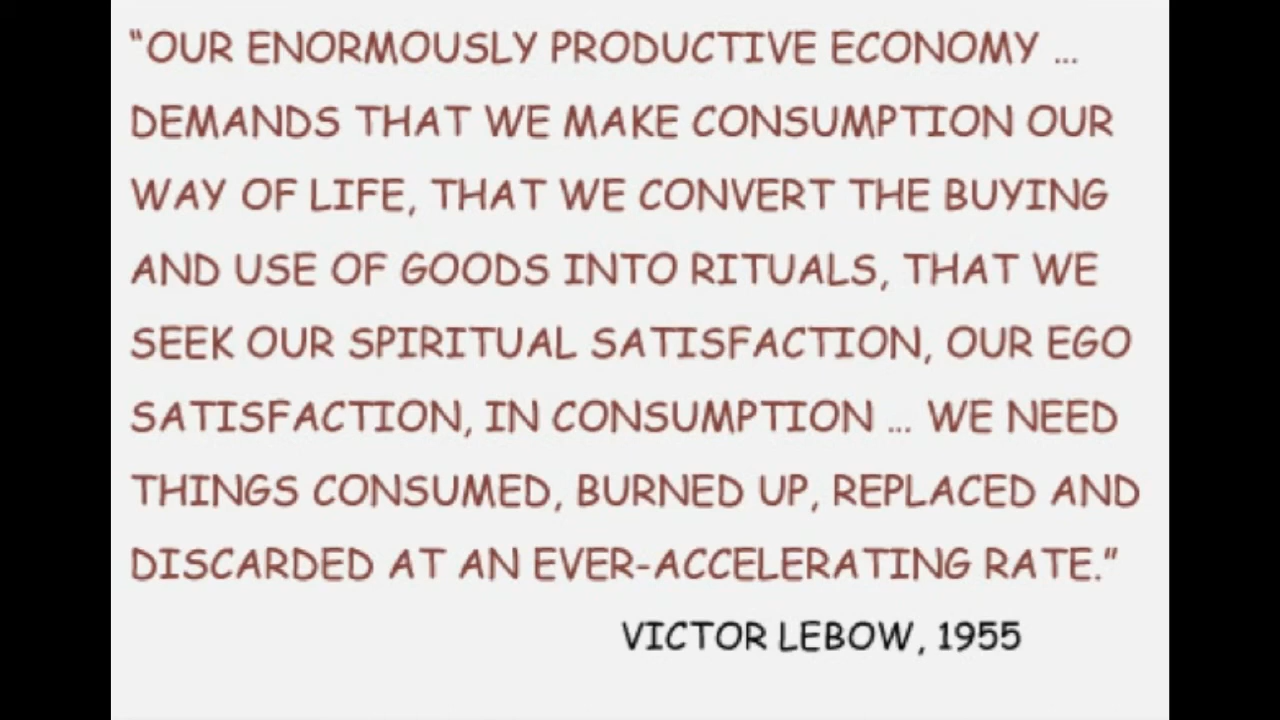 “OUR ENORMOUSLY PRODUCTIVE ECONOMY ...
DEMANDS THAT WE MAKE CONSUMPTION OUR
WAY OF LIFE, THAT WE CONVERT THE BUYING
AND USE OF GOODS INTO RITUALS, THAT WE
SEEK OUR SPIRITUAL SATISFACTION, OUR EGO
SATISFACTION, IN CONSUMPTION ... WE NEED
THINGS CONSUMED, BURNED UP, REPLACED AND
DISCARDED AT AN EVER-ACCELERATING RATE.”
VICTOR LEBOW, 1955